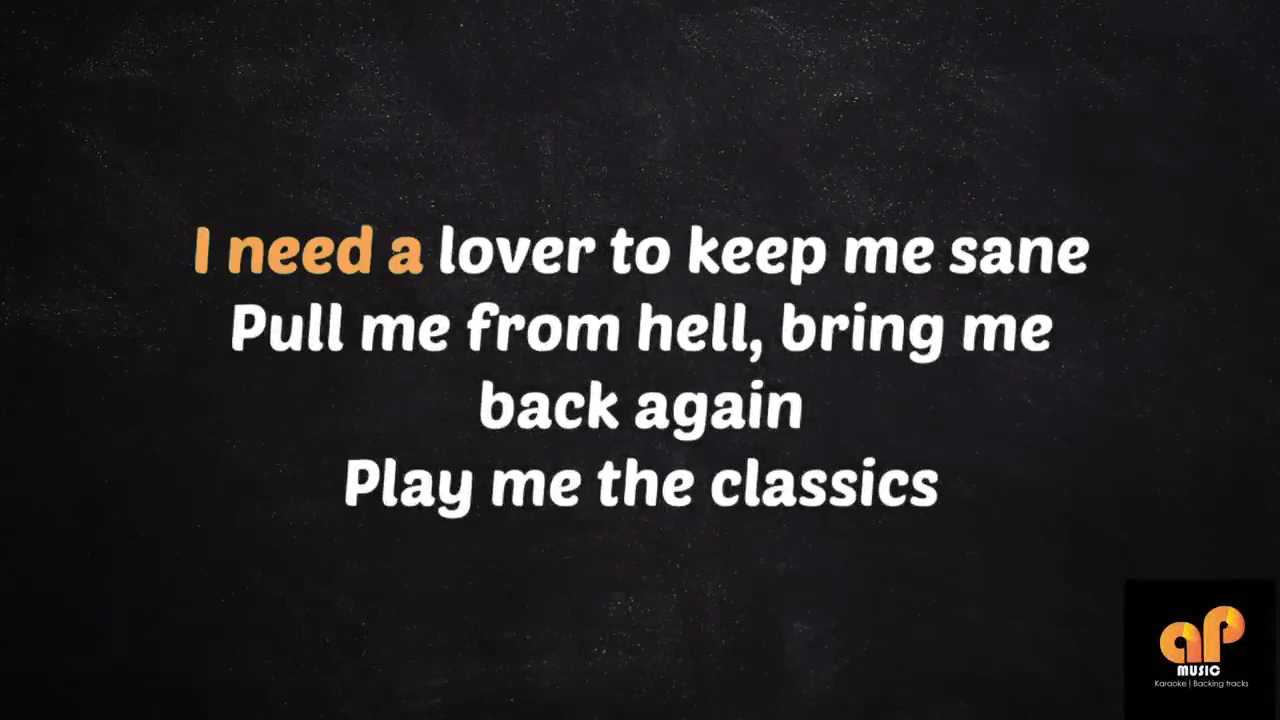 I need a lover to keep me sane
Pull me from hell, bring me
back again
Play me the classics
aP
MUSIC
Karaoke | Backing tracks